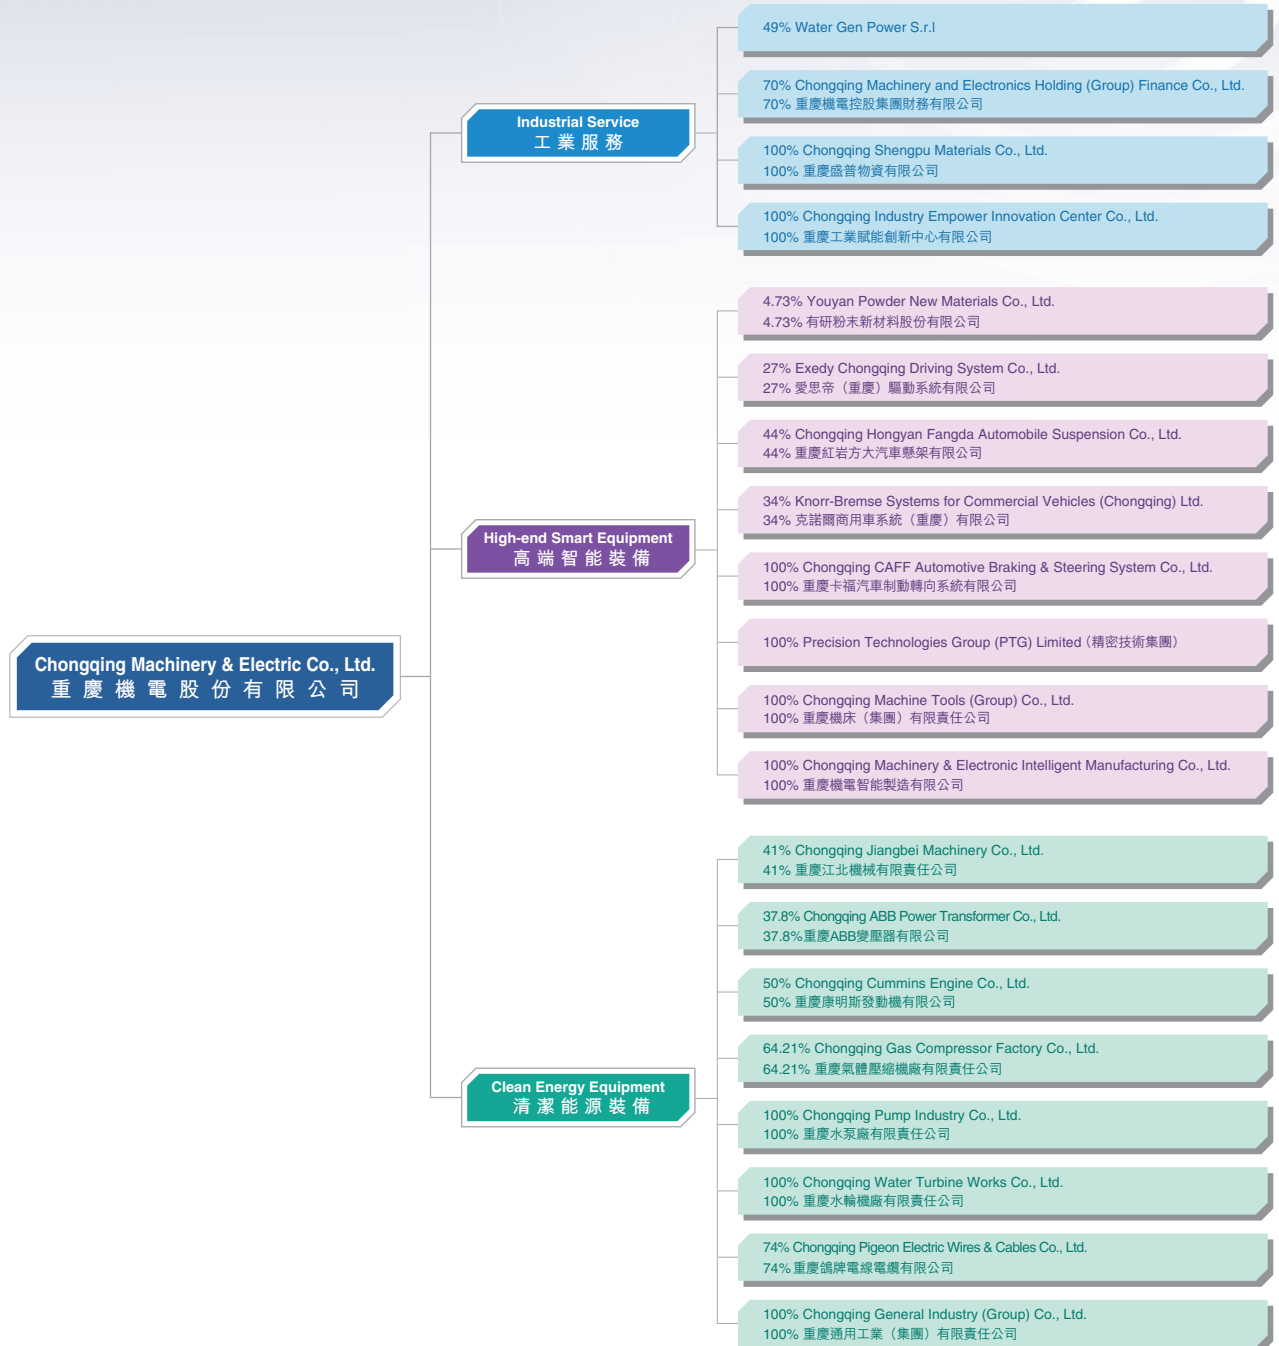 49% Water Gen Power S.r.l
70% Chongqing Machinery and Electronics Holding (Group) Finance Co., Ltd.
70% 重慶機電控股集團財務有限公司
Industrial Service
工業服務
100% Chongqing Shengpu Materials Co., Ltd.
100% 重慶盛普物資有限公司
100% Chongqing Industry Empower Innovation Center Co., Ltd.
100% 重慶工業賦能創新中心有限公司
4.73% Youyan Powder New Materials Co., Ltd.
4.73% 有研粉末新材料股份有限公司
27% Exedy Chongqing Driving System Co., Ltd.
27% 愛思帝（重慶）驅動系統有限公司
44% Chongqing Hongyan Fangda Automobile Suspension Co., Ltd.
44% 重慶紅岩方大汽車懸架有限公司
34% Knorr-Bremse Systems for Commercial Vehicles (Chongqing) Ltd.
34% 克諾爾商用車系統（重慶）有限公司
High-end Smart Equipment
高端智能裝備
100% Chongqing CAFF Automotive Braking & Steering System Co., Ltd.
100% 重慶卡福汽車制動轉向系統有限公司
100% Precision Technologies Group (PTG) Limited（精密技術集團）
Chongqing Machinery & Electric Co., Ltd.
重慶機電股份有限公司
100% Chongqing Machine Tools (Group) Co., Ltd.
100% 重慶機床（集團）有限責任公司
100% Chongqing Machinery & Electronic Intelligent Manufacturing Co., Ltd.
100% 重慶機電智能製造有限公司
41% Chongqing Jiangbei Machinery Co., Ltd.
41% 重慶江北機械有限責任公司
37.8% Chongqing ABB Power Transformer Co., Ltd.
37.8%重慶ABB變壓器有限公司
50% Chongqing Cummins Engine Co., Ltd.
50% 重慶康明斯發動機有限公司
64.21% Chongqing Gas Compressor Factory Co., Ltd.
64.21% 重慶氣體壓縮機廠有限責任公司
Clean Energy Equipment
清潔能源裝備
100% Chongqing Pump Industry Co., Ltd.
100% 重慶水泵廠有限責任公司
100% Chongqing Water Turbine Works Co., Ltd.
100% 重慶水輪機廠有限責任公司
74% Chongqing Pigeon Electric Wires & Cables Co., Ltd.
74%重慶鴿牌電線電纜有限公司
100% Chongqing General Industry (Group) Co., Ltd.
100% 重慶通用工業（集團）有限責任公司